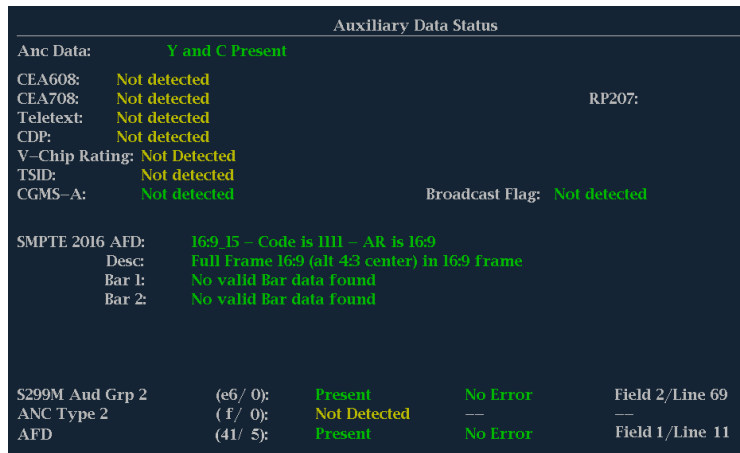 Auxiliary Data Status
Anc Data: Y and C Present
CEA608: Not detected
CEA708: Not detected RP207:
Teletext: Not detected
CDP: Not detected
V-Chip Rating: Not Detected
TSID: Not detected
CGMS-A: Not detected Broadcast Flag: Not detected
SMPTE 2016 AFD: 16:9_15 - Code is 1111 - AR is 16:9
Desc: Full Frame 16:9 (alt 4:3 center) in 16:9 frame
Bar 1: No valid Bar data found
Bar 2: No valid Bar data found
S299M Aud Grp 2 (e6/ 0): Present No Error Field 2/Line 69
ANC Type 2 ( f/ 0): Not Detected -- --
AFD (41/ 5): Present No Error Field 1/Line 11